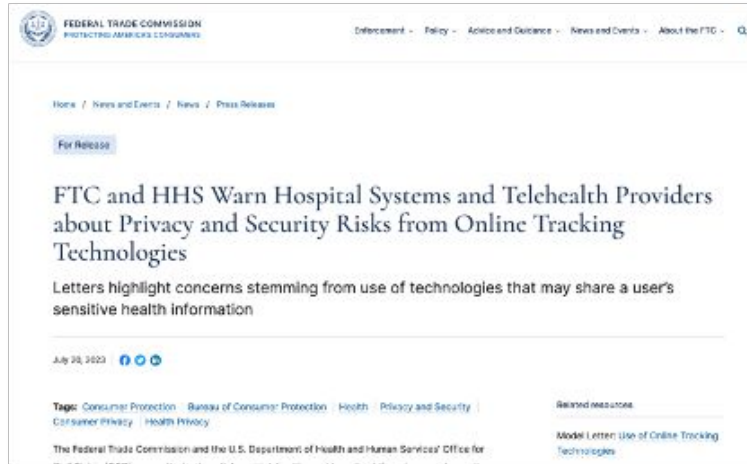 FEDERAL TRADE COMMISSION
PROTECTING AMERICA'S CONSUMERS
Enforcement Policy Advice and Guidance News and Events About the FTC
Home / News and Events / News / Press Releases
For Release
FTC and HHS Warn Hospital Systems and Telehealth Providers
about Privacy and Security Risks from Online Tracking
Technologies
Letters highlight concerns stemming from use of technologies that may share a user's
sensitive health information
July 20, 2023
Tags: Consumer Protection | Bureau of Consumer Protection | Health | Privacy and Security |
Consumer Privacy | Health Privacy
The Federal Trade Commission and the U.S. Department of Health and Human Services' Office for
Related resources
Model Letter: Use of Online Tracking
Technologies